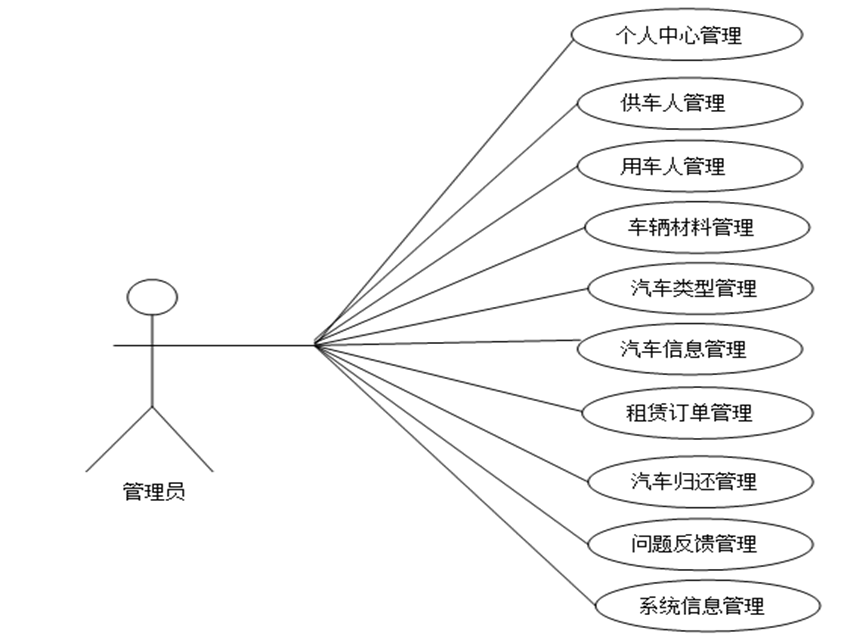 个人中心管理
供车人管理
用车人管理
车辆材料管理
汽车类型管理
汽车信息管理
租赁订单管理
汽车归还管理
问题反馈管理
系统信息管理
管理员